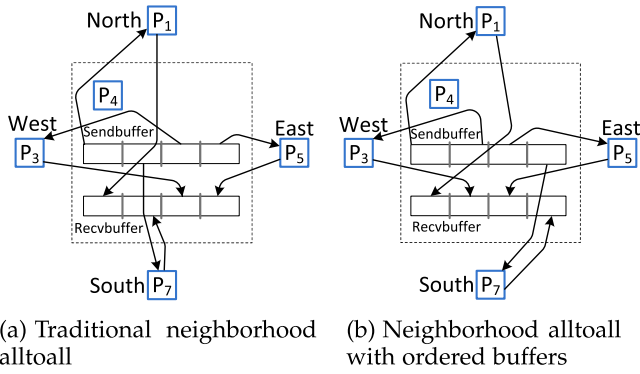 North P1
P4
West
Sendbuffer
East
P3
P5
Recvbuffer
South P7
(a) Traditional neighborhood
alltoall
North P1
P4
West
Sendbuffer
East
P3
P5
Recvbuffer
South P7
(b) Neighborhood alltoall
with ordered buffers